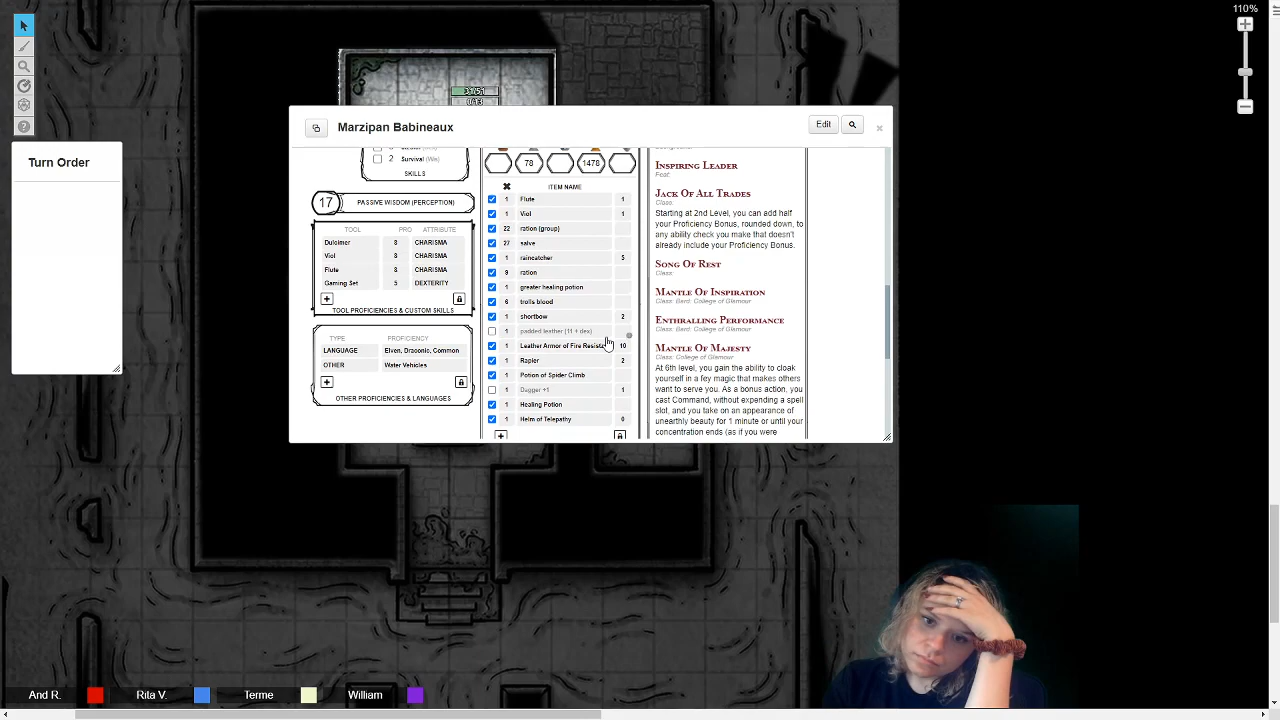 110%
Turn Order
31/51
Marzipan Babineaux
Edit
2 Survival (Wis)
SKILLS
17 PASSIVE WISDOM (PERCEPTION)
TOOL PRO ATTRIBUTE
Dulcimer 8 CHARISMA
Viol 8 CHARISMA
Flute 8 CHARISMA
Gaming Set 5 DEXTERITY
TOOL PROFICIENCIES & CUSTOM SKILLS
TYPE PROFICIENCY
LANGUAGE Elven, Draconic, Common
OTHER Water Vehicles
OTHER PROFICIENCIES & LANGUAGES
78 1478
ITEM NAME
1 Flute 1
1 Viol 1
22 ration (group)
27 salve
1 raincatcher 5
9 ration
1 greater healing potion
6 trolls blood
1 shortbow 2
1 padded leather (11 + dex)
1 Leather Armor of Fire Resista 10
1 Rapier 2
1 Potion of Spider Climb
1 Dagger +1 1
1 Healing Potion
1 Helm of Telepathy 0
INSPIRING LEADER
Feat:
JACK OF ALL TRADES
Class:
Starting at 2nd Level, you can add half
your Proficiency Bonus, rounded down, to
any ability check you make that doesn't
already include your Proficiency Bonus.
SONG OF REST
Class:
MANTLE OF INSPIRATION
Class: Bard: College of Glamour
ENTHRALLING PERFORMANCE
Class: Bard: College of Glamour
MANTLE OF MAJESTY
Class: College of Glamour
At 6th level, you gain the ability to cloak
yourself in a fey magic that makes others
want to serve you. As a bonus action, you
cast Command, without expending a spell
slot, and you take on an appearance of
unearthly beauty for 1 minute or until your
concentration ends (as if you were
And R.
Rita V.
Terme
William